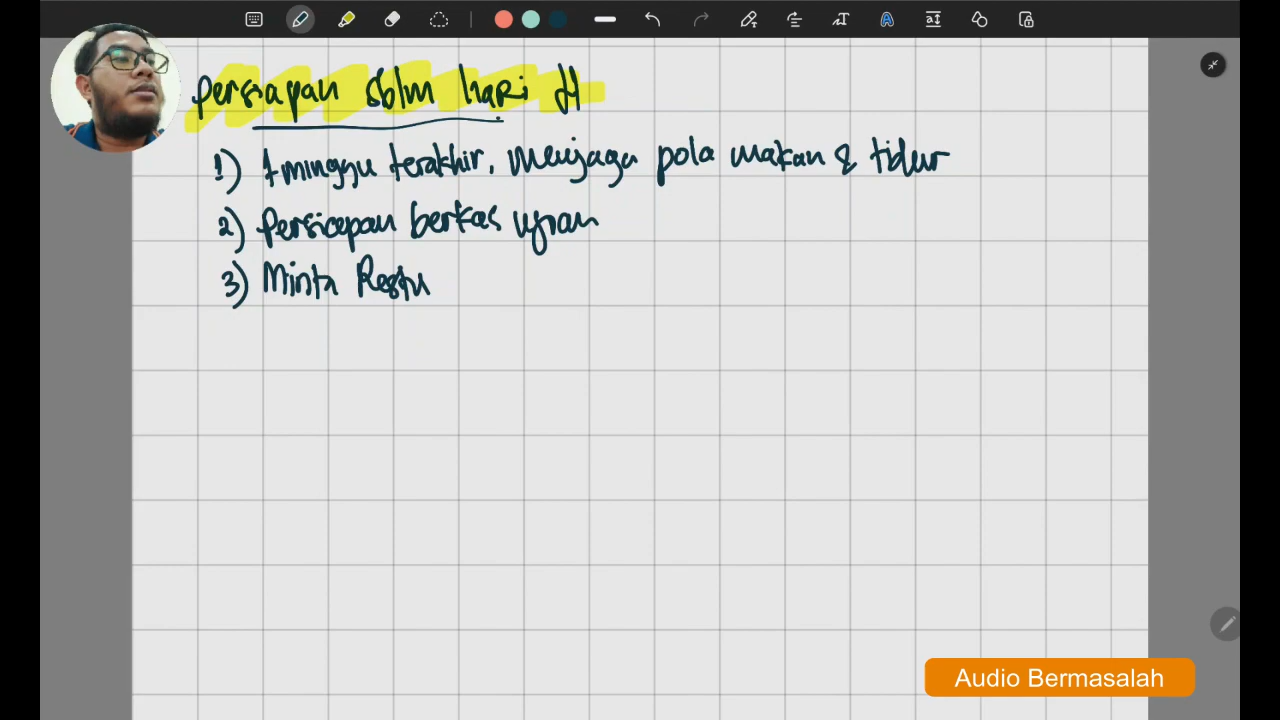 Persiapan sblm hari H
1) 1 minggu terakhir, menjaga pola makan & tidur
2) Persiapan berkas ujian
3) Minta Restu
Audio Bermasalah